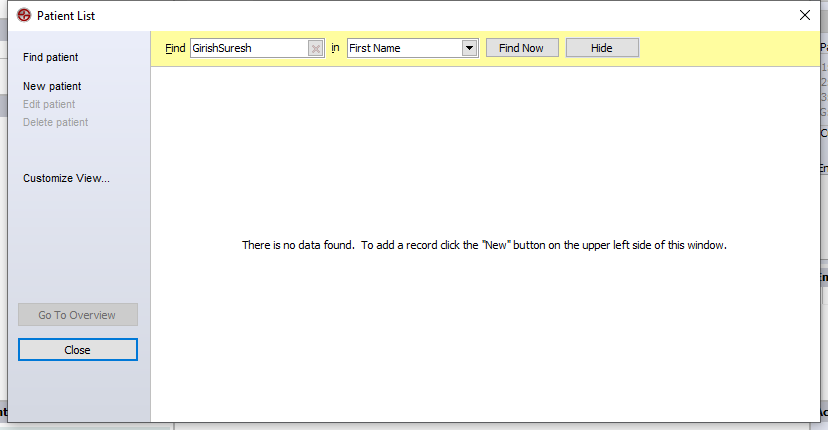 Patient List
Find patient
New patient
Edit patient
Delete patient
Customize View...
Go To Overview
Close
Find GirishSuresh in First Name Find Now Hide
There is no data found. To add a record click the "New" button on the upper left side of this window.